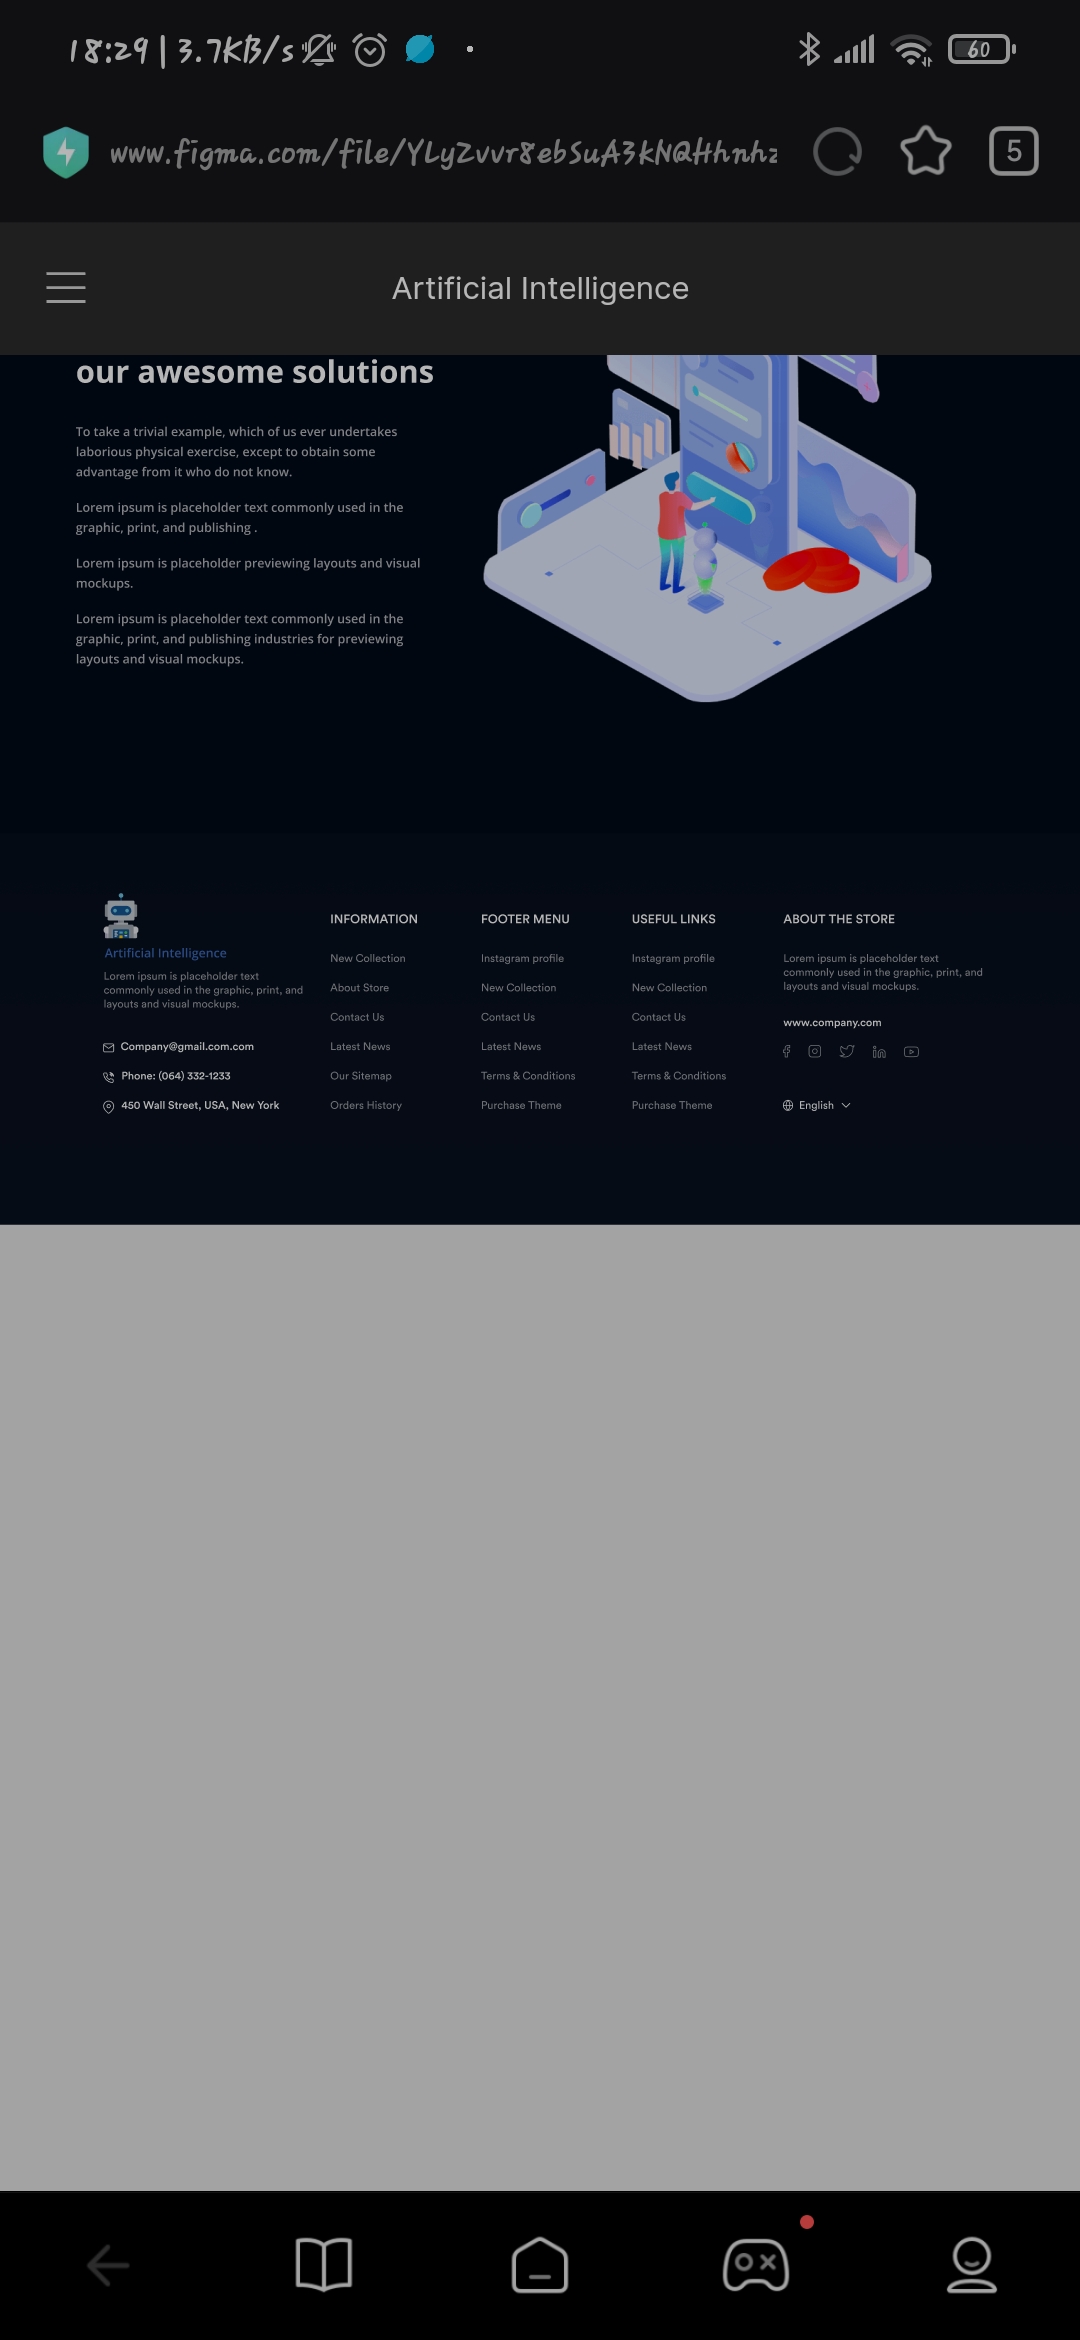 18:29 | 3.7KB/s
60
www.figma.com/file/YLyZvvr8ebSuA3kNQHhnhz
5
Artificial Intelligence
our awesome solutions
To take a trivial example, which of us ever undertakes
laborious physical exercise, except to obtain some
advantage from it who do not know.
Lorem ipsum is placeholder text commonly used in the
graphic, print, and publishing .
Lorem ipsum is placeholder previewing layouts and visual
mockups.
Lorem ipsum is placeholder text commonly used in the
graphic, print, and publishing industries for previewing
layouts and visual mockups.
Artificial Intelligence
Lorem ipsum is placeholder text
commonly used in the graphic, print, and
layouts and visual mockups.
Company@gmail.com.com
Phone: (064) 332-1233
450 Wall Street, USA, New York
INFORMATION
New Collection
About Store
Contact Us
Latest News
Our Sitemap
Orders History
FOOTER MENU
Instagram profile
New Collection
Contact Us
Latest News
Terms & Conditions
Purchase Theme
USEFUL LINKS
Instagram profile
New Collection
Contact Us
Latest News
Terms & Conditions
Purchase Theme
ABOUT THE STORE
Lorem ipsum is placeholder text
commonly used in the graphic, print, and
layouts and visual mockups.
www.company.com
English